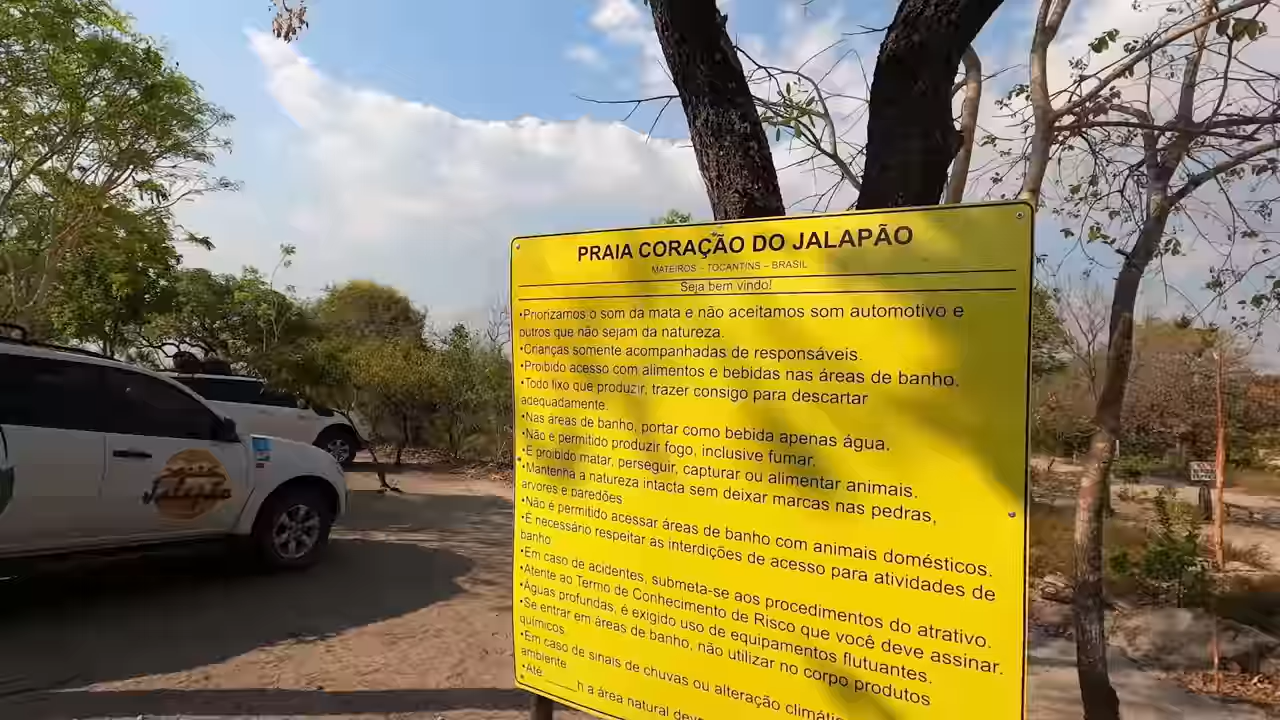 PRAIA CORAÇÃO DO JALAPÃO
MATEIROS - TOCANTINS - BRASIL
Seja bem vindo!
•Priorizamos o som da mata e não aceitamos som automotivo e
outros que não sejam da natureza.
•Crianças somente acompanhadas de responsáveis.
•Proibido acesso com alimentos e bebidas nas áreas de banho.
•Todo lixo que produzir, trazer consigo para descartar
adequadamente.
•Nas áreas de banho, portar como bebida apenas água.
•Não é permitido produzir fogo, inclusive fumar.
•É proibido matar, perseguir, capturar ou alimentar animais.
•Mantenha a natureza intacta sem deixar marcas nas pedras,
arvores e paredões
•Não é permitido acessar áreas de banho com animais domésticos.
•É necessário respeitar as interdições de acesso para atividades de
banho
•Em caso de acidentes, submeta-se aos procedimentos do atrativo.
•Atente ao Termo de Conhecimento de Risco que você deve assinar.
•Águas profundas, é exigido uso de equipamentos flutuantes.
•Se entrar em áreas de banho, não utilizar no corpo produtos
químicos
•Em caso de sinais de chuvas ou alteração climáti
ambiente
•Até ____h a área natural dev
Jalapão